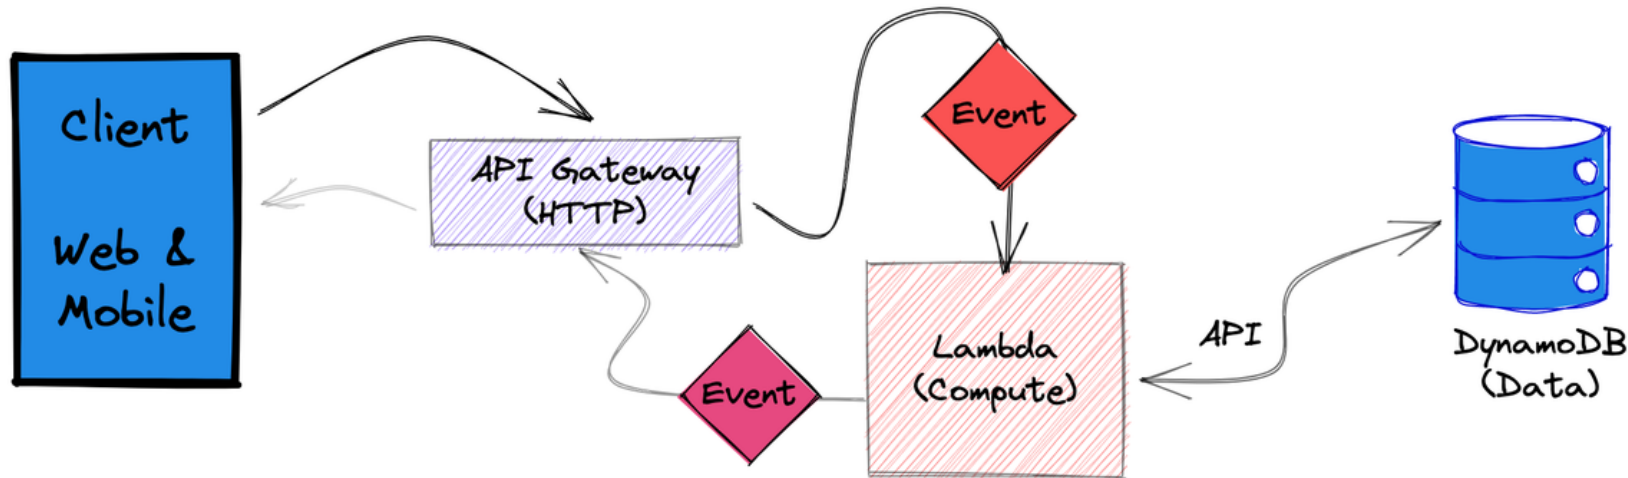 Client
Web &
Mobile
API Gateway
(HTTP)
Event
Event
Lambda
(Compute)
API
DynamoDB
(Data)